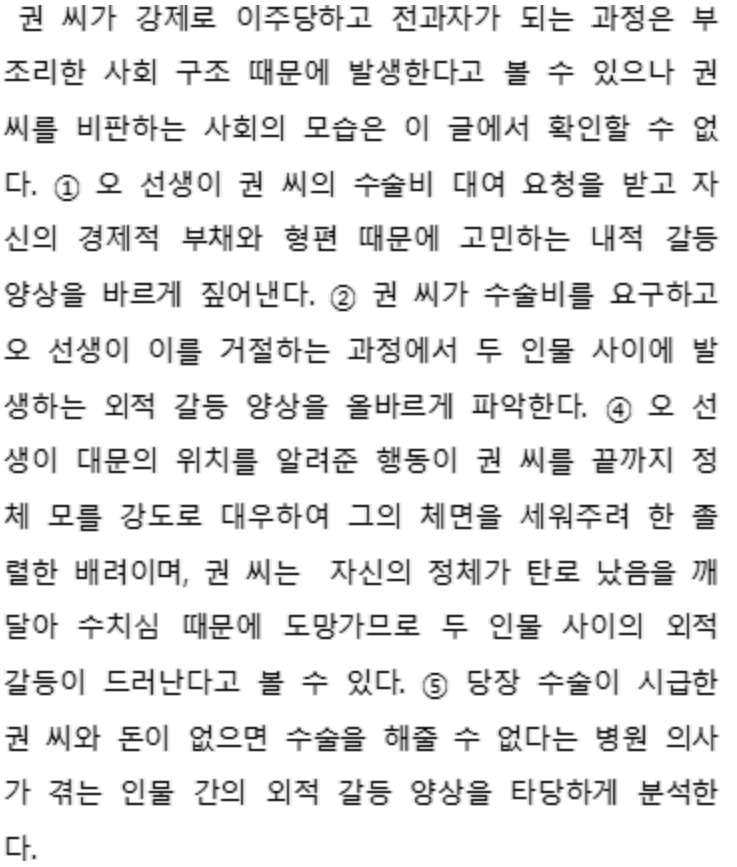 권 씨가 강제로 이주당하고 전과자가 되는 과정은 부
조리한 사회 구조 때문에 발생한다고 볼 수 있으나 권
씨를 비판하는 사회의 모습은 이 글에서 확인할 수 없
다. ① 오 선생이 권 씨의 수술비 대여 요청을 받고 자
신의 경제적 부채와 형편 때문에 고민하는 내적 갈등
양상을 바르게 짚어낸다. ② 권 씨가 수술비를 요구하고
오 선생이 이를 거절하는 과정에서 두 인물 사이에 발
생하는 외적 갈등 양상을 올바르게 파악한다. ④ 오 선
생이 대문의 위치를 알려준 행동이 권 씨를 끝까지 정
체 모를 강도로 대우하여 그의 체면을 세워주려 한 졸
렬한 배려이며, 권 씨는  자신의 정체가 탄로 났음을 깨
달아 수치심 때문에 도망가므로 두 인물 사이의 외적
갈등이 드러난다고 볼 수 있다. ⑤ 당장 수술이 시급한
권 씨와 돈이 없으면 수술을 해줄 수 없다는 병원 의사
가 겪는 인물 간의 외적 갈등 양상을 타당하게 분석한
다.